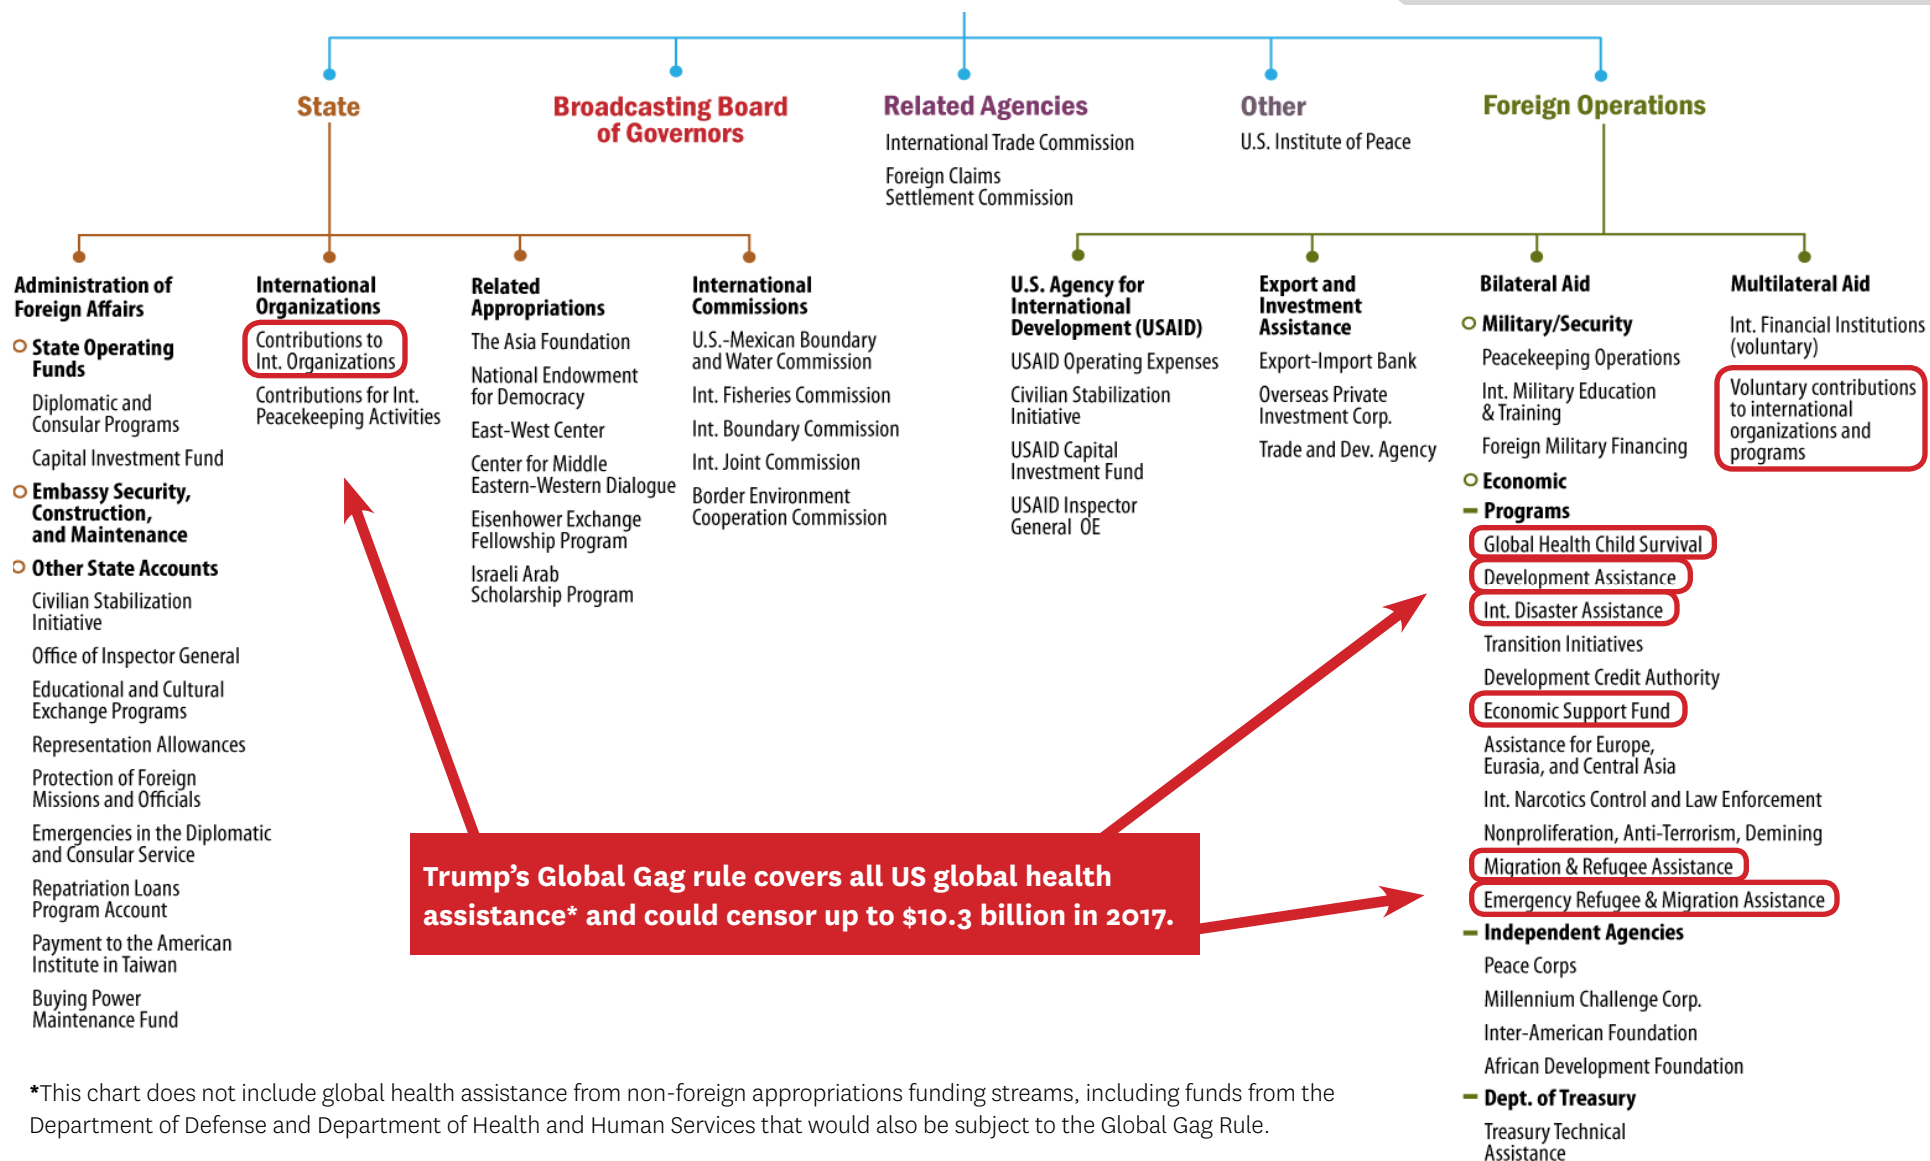 State
Broadcasting Board
of Governors
Related Agencies
International Trade Commission
Foreign Claims
Settlement Commission
Other
U.S. Institute of Peace
Foreign Operations
Administration of
Foreign Affairs
State Operating
Funds
Diplomatic and
Consular Programs
Capital Investment Fund
Embassy Security,
Construction,
and Maintenance
Other State Accounts
Civilian Stabilization
Initiative
Office of Inspector General
Educational and Cultural
Exchange Programs
Representation Allowances
Protection of Foreign
Missions and Officials
Emergencies in the Diplomatic
and Consular Service
Repatriation Loans
Program Account
Payment to the American
Institute in Taiwan
Buying Power
Maintenance Fund
International
Organizations
Contributions to
Int. Organizations
Contributions for Int.
Peacekeeping Activities
Related
Appropriations
The Asia Foundation
National Endowment
for Democracy
East-West Center
Center for Middle
Eastern-Western Dialogue
Eisenhower Exchange
Fellowship Program
Israeli Arab
Scholarship Program
International
Commissions
U.S.-Mexican Boundary
and Water Commission
Int. Fisheries Commission
Int. Boundary Commission
Int. Joint Commission
Border Environment
Cooperation Commission
U.S. Agency for
International
Development (USAID)
USAID Operating Expenses
Civilian Stabilization
Initiative
USAID Capital
Investment Fund
USAID Inspector
General OE
Export and
Investment
Assistance
Export-Import Bank
Overseas Private
Investment Corp.
Trade and Dev. Agency
Bilateral Aid
Military/Security
Peacekeeping Operations
Int. Military Education
& Training
Foreign Military Financing
Economic
Programs
Global Health Child Survival
Development Assistance
Int. Disaster Assistance
Transition Initiatives
Development Credit Authority
Economic Support Fund
Assistance for Europe,
Eurasia, and Central Asia
Int. Narcotics Control and Law Enforcement
Nonproliferation, Anti-Terrorism, Demining
Migration & Refugee Assistance
Emergency Refugee & Migration Assistance
Independent Agencies
Peace Corps
Millennium Challenge Corp.
Inter-American Foundation
African Development Foundation
Dept. of Treasury
Treasury Technical
Assistance
Multilateral Aid
Int. Financial Institutions
(voluntary)
Voluntary contributions
to international
organizations and
programs
Trump's Global Gag rule covers all US global health
assistance* and could censor up to $10.3 billion in 2017.
*This chart does not include global health assistance from non-foreign appropriations funding streams, including funds from the
Department of Defense and Department of Health and Human Services that would also be subject to the Global Gag Rule.